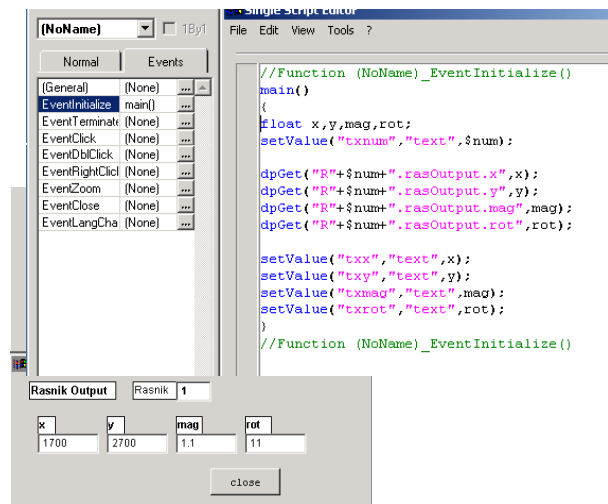 (NoName)
1By1
Normal
Events
(General) (None) ...
EventInitialize main() ...
EventTerminate (None) ...
EventClick (None) ...
EventDblClick (None) ...
EventRightClicl (None) ...
EventZoom (None) ...
EventClose (None) ...
EventLangCha (None) ...
Single Script Editor
File Edit View Tools ?
//Function (NoName)_EventInitialize()
main()
{
float x,y,mag,rot;
setValue("txnum","text",$num);
dpGet("R"+$num+".rasOutput.x",x);
dpGet("R"+$num+".rasOutput.y",y);
dpGet("R"+$num+".rasOutput.mag",mag);
dpGet("R"+$num+".rasOutput.rot",rot);
setValue("txx","text",x);
setValue("txy","text",y);
setValue("txmag","text",mag);
setValue("txrot","text",rot);
}
//Function (NoName)_EventInitialize()
Rasnik Output Rasnik 1
x y mag rot
1700 2700 1.1 11
close